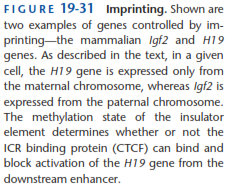 FIGURE 19-31 Imprinting. Shown are
two examples of genes controlled by im-
printing—the mammalian Igf2 and H19
genes. As described in the text, in a given
cell, the H19 gene is expressed only from
the maternal chromosome, whereas Igf2 is
expressed from the paternal chromosome.
The methylation state of the insulator
element determines whether or not the
ICR binding protein (CTCF) can bind and
block activation of the H19 gene from the
downstream enhancer.